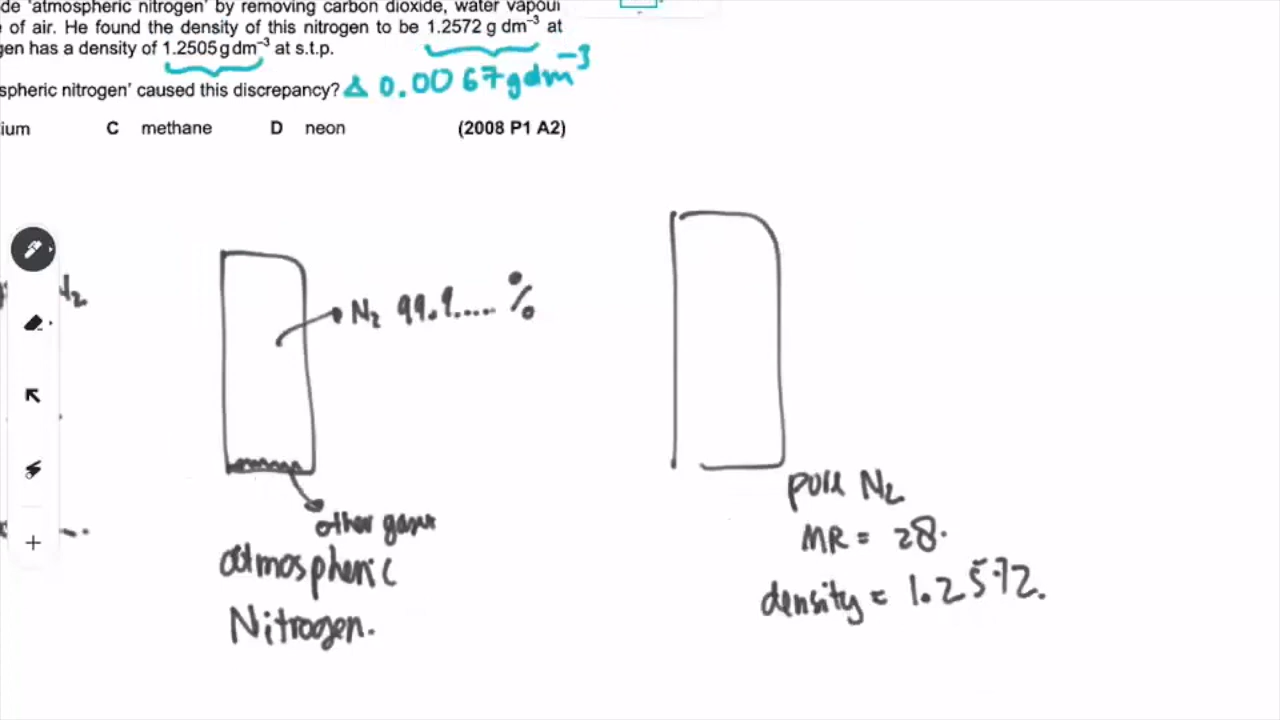 de 'atmospheric nitrogen' by removing carbon dioxide, water vapour
of air. He found the density of this nitrogen to be 1.2572 g dm⁻³ at
gen has a density of 1.2505 g dm⁻³ at s.t.p.
spheric nitrogen' caused this discrepancy? Δ 0.0067 g dm⁻³
ium C methane D neon (2008 P1 A2)
N₂ 99.9..... %
other gases
atmospheric
Nitrogen.
pure N₂
MR = 28.
density = 1.2572.